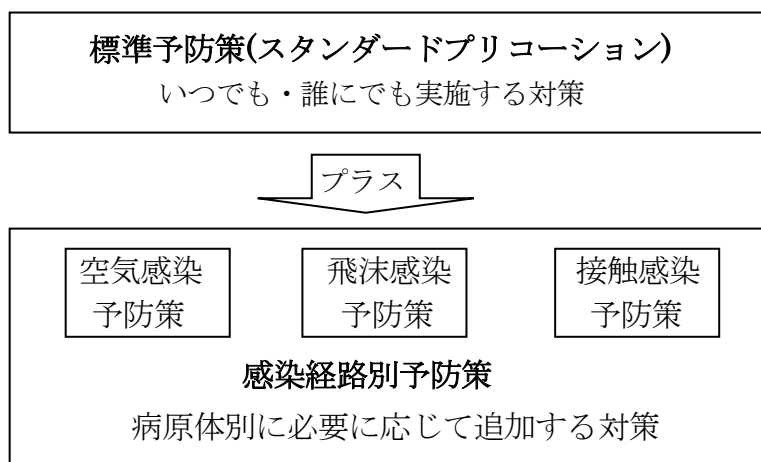 標準予防策(スタンダードプリコーション)
いつでも・誰にでも実施する対策
プラス
空気感染
予防策
飛沫感染
予防策
接触感染
予防策
感染経路別予防策
病原体別に必要に応じて追加する対策